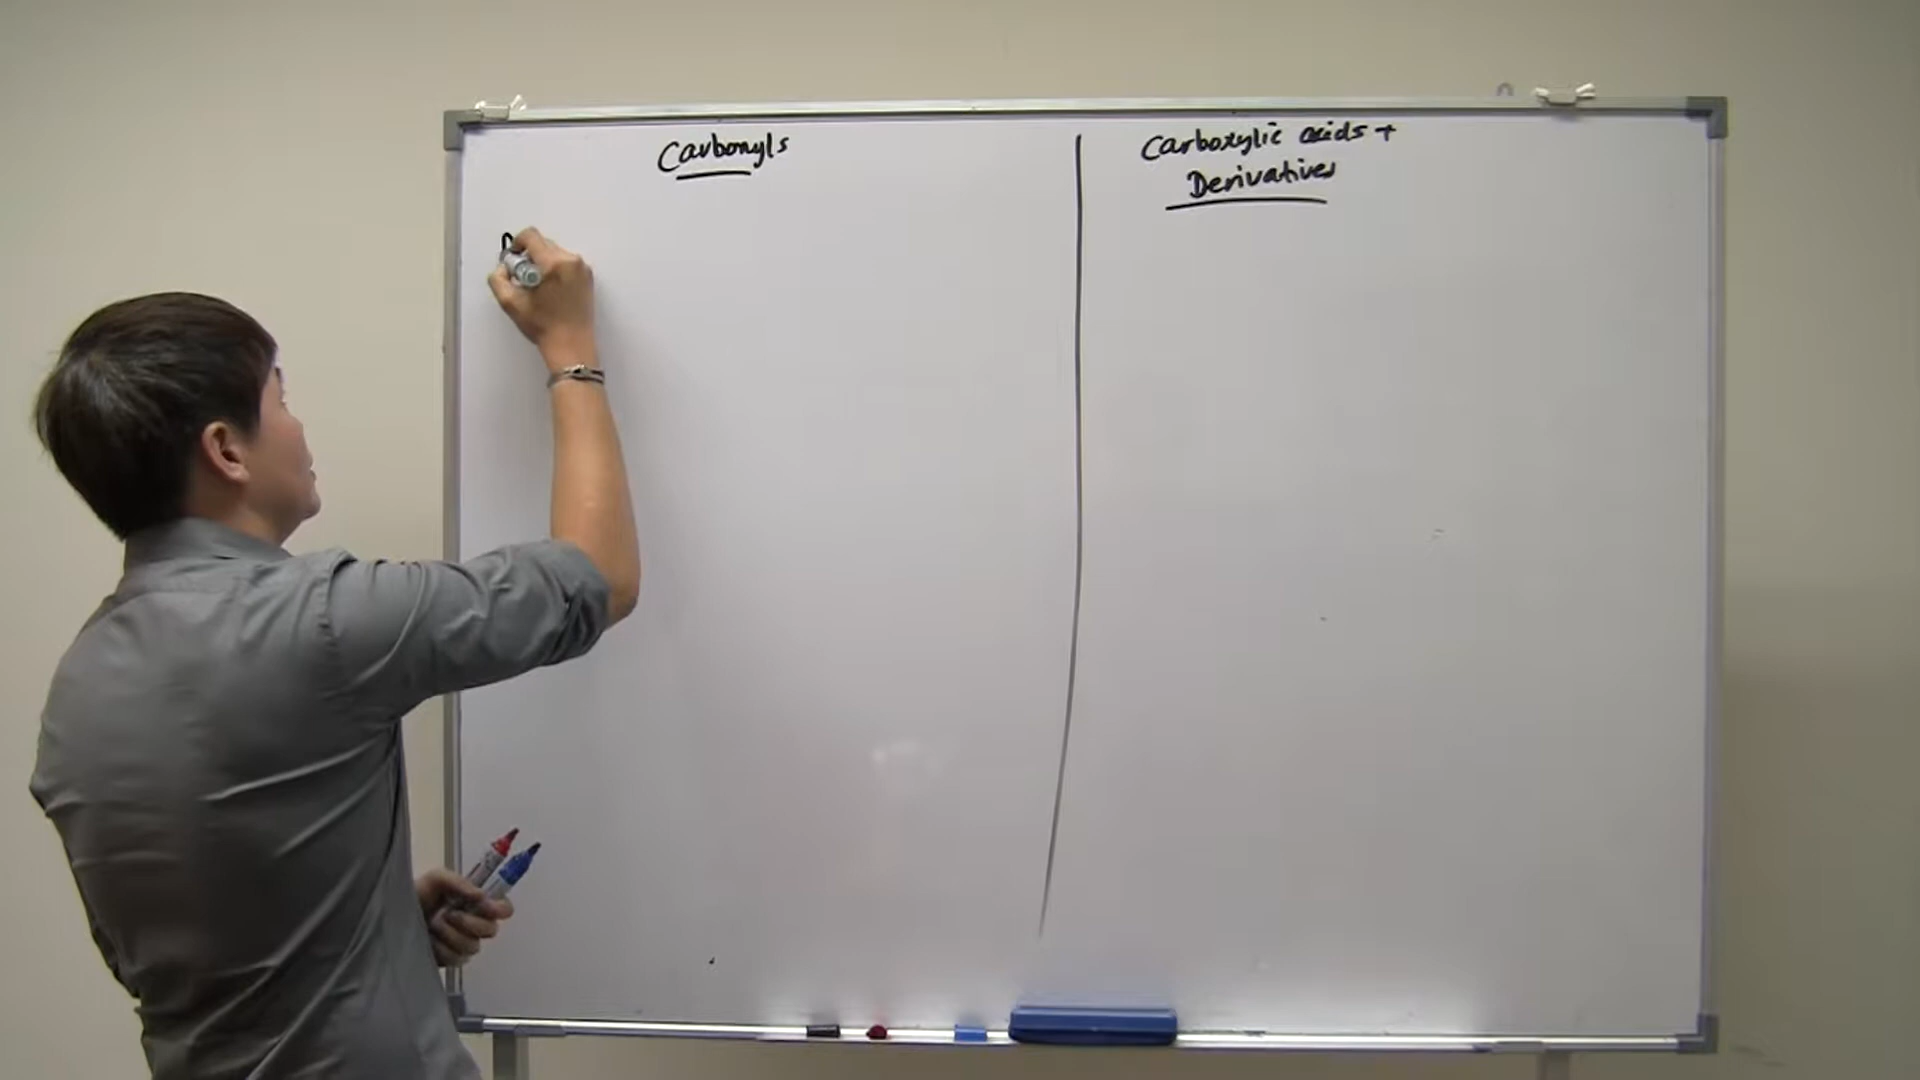 Carbonyls
Carboxylic acids +
Derivatives